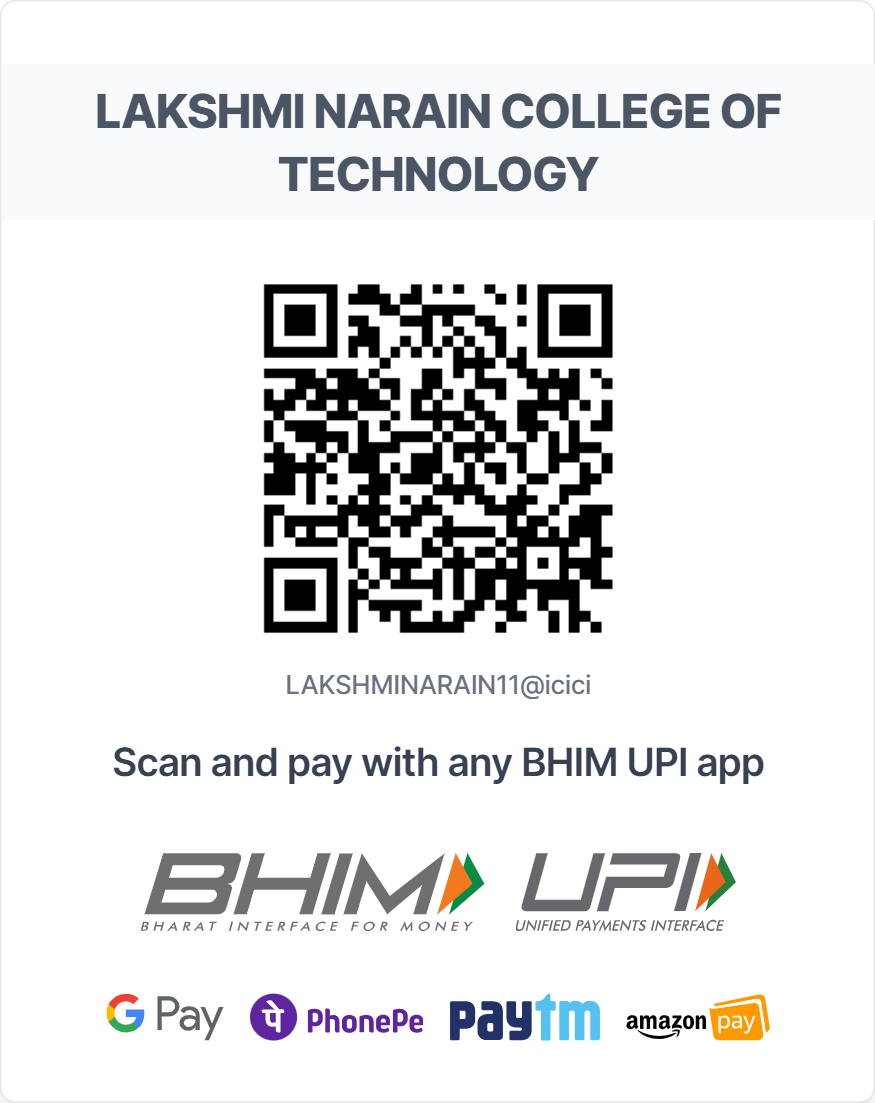 LAKSHMI NARAIN COLLEGE OF
TECHNOLOGY
LAKSHMINARAIN11@icici
Scan and pay with any BHIM UPI app
BHIM UPI
BHARAT INTERFACE FOR MONEY UNIFIED PAYMENTS INTERFACE
G Pay पे PhonePe paytm amazon pay